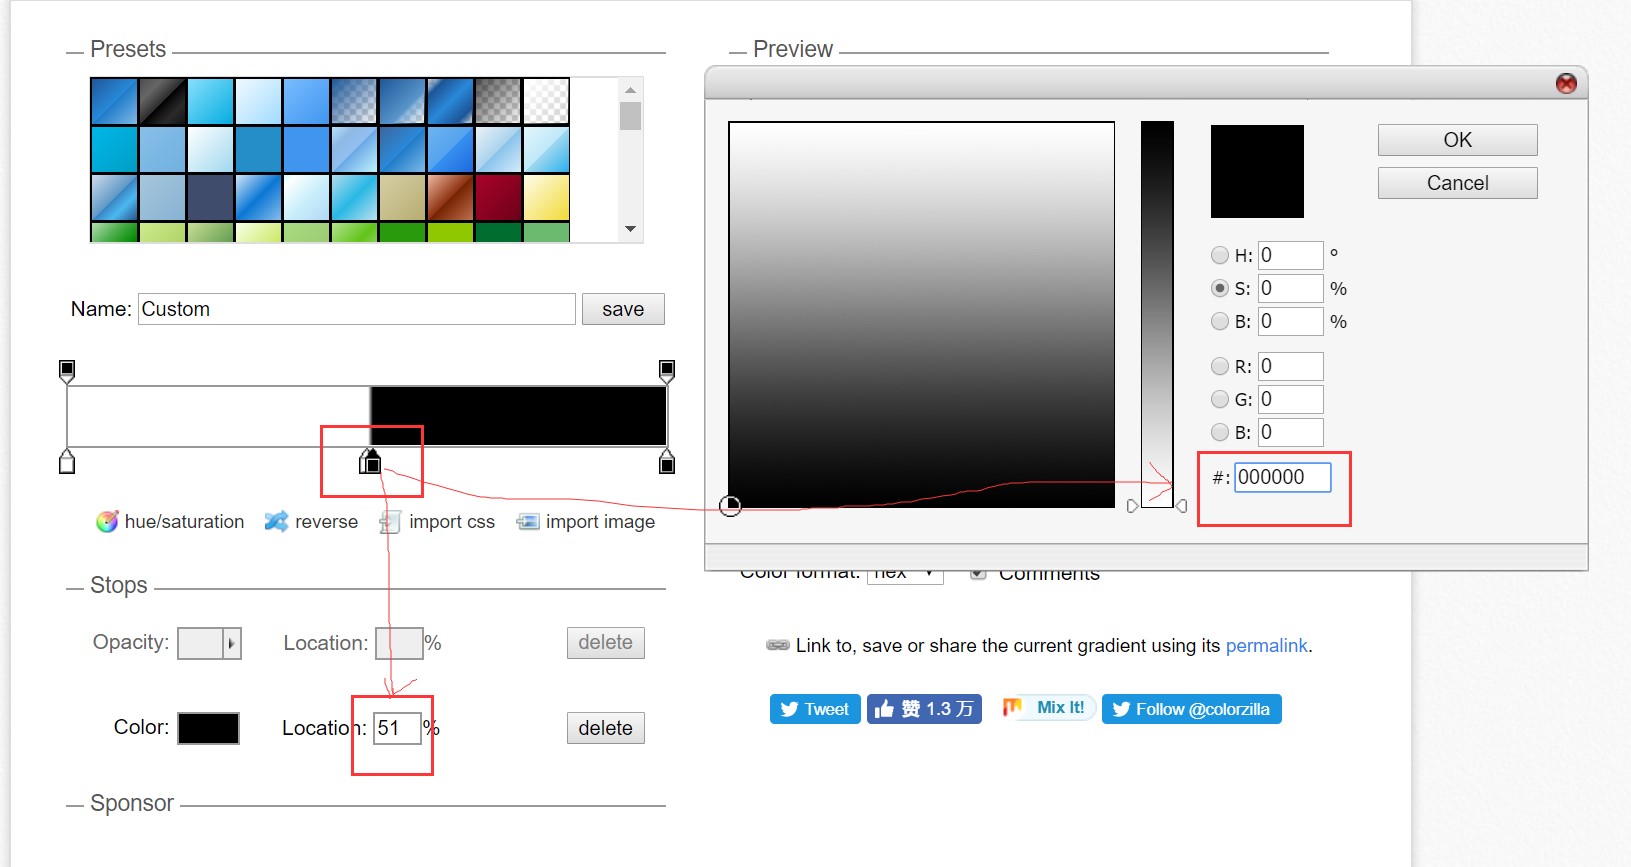 Presets
Name: Custom save
hue/saturation reverse import css import image
Stops
Opacity: Location: % delete
Color: Location: 51 % delete
Sponsor
Preview
OK
Cancel
H: 0 °
S: 0 %
B: 0 %
R: 0
G: 0
B: 0
#: 000000
Color format: hex Comments
Link to, save or share the current gradient using its permalink.
Tweet 赞 1.3 万 Mix It! Follow @colorzilla